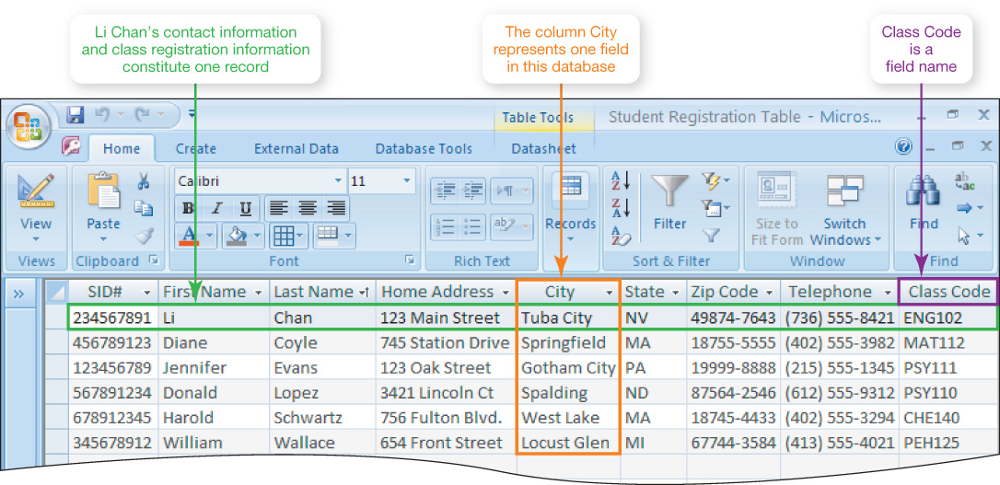 Li Chan's contact information
and class registration information
constitute one record
The column City
represents one field
in this database
Class Code
is a
field name
Table Tools
Student Registration Table - Micros...
Home Create External Data Database Tools Datasheet
View
Paste
Calibri 11
B I U
A
ab
Records
A
Z
Z
A
A
Z
Filter
Size to
Fit Form
Switch
Windows
Find
ab
ac
Views Clipboard Font Rich Text Sort & Filter Window Find
SID# First Name Last Name Home Address City State Zip Code Telephone Class Code
234567891 Li Chan 123 Main Street Tuba City NV 49874-7643 (736) 555-8421 ENG102
456789123 Diane Coyle 745 Station Drive Springfield MA 18755-5555 (402) 555-3982 MAT112
123456789 Jennifer Evans 123 Oak Street Gotham City PA 19999-8888 (215) 555-1345 PSY111
567891234 Donald Lopez 3421 Lincoln Ct Spalding ND 87564-2546 (612) 555-9312 PSY110
678912345 Harold Schwartz 756 Fulton Blvd. West Lake MA 18745-4433 (402) 555-3294 CHE140
345678912 William Wallace 654 Front Street Locust Glen MI 67744-3584 (413) 555-4021 PEH125